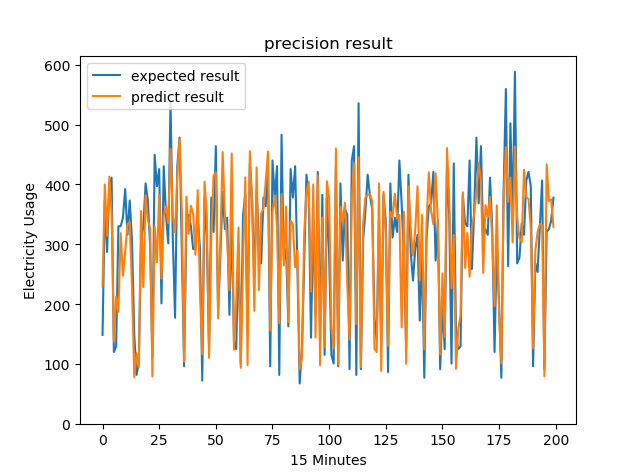 precision result
expected result
predict result
600
500
400
300
200
100
0
Electricity Usage
0 25 50 75 100 125 150 175 200
15 Minutes